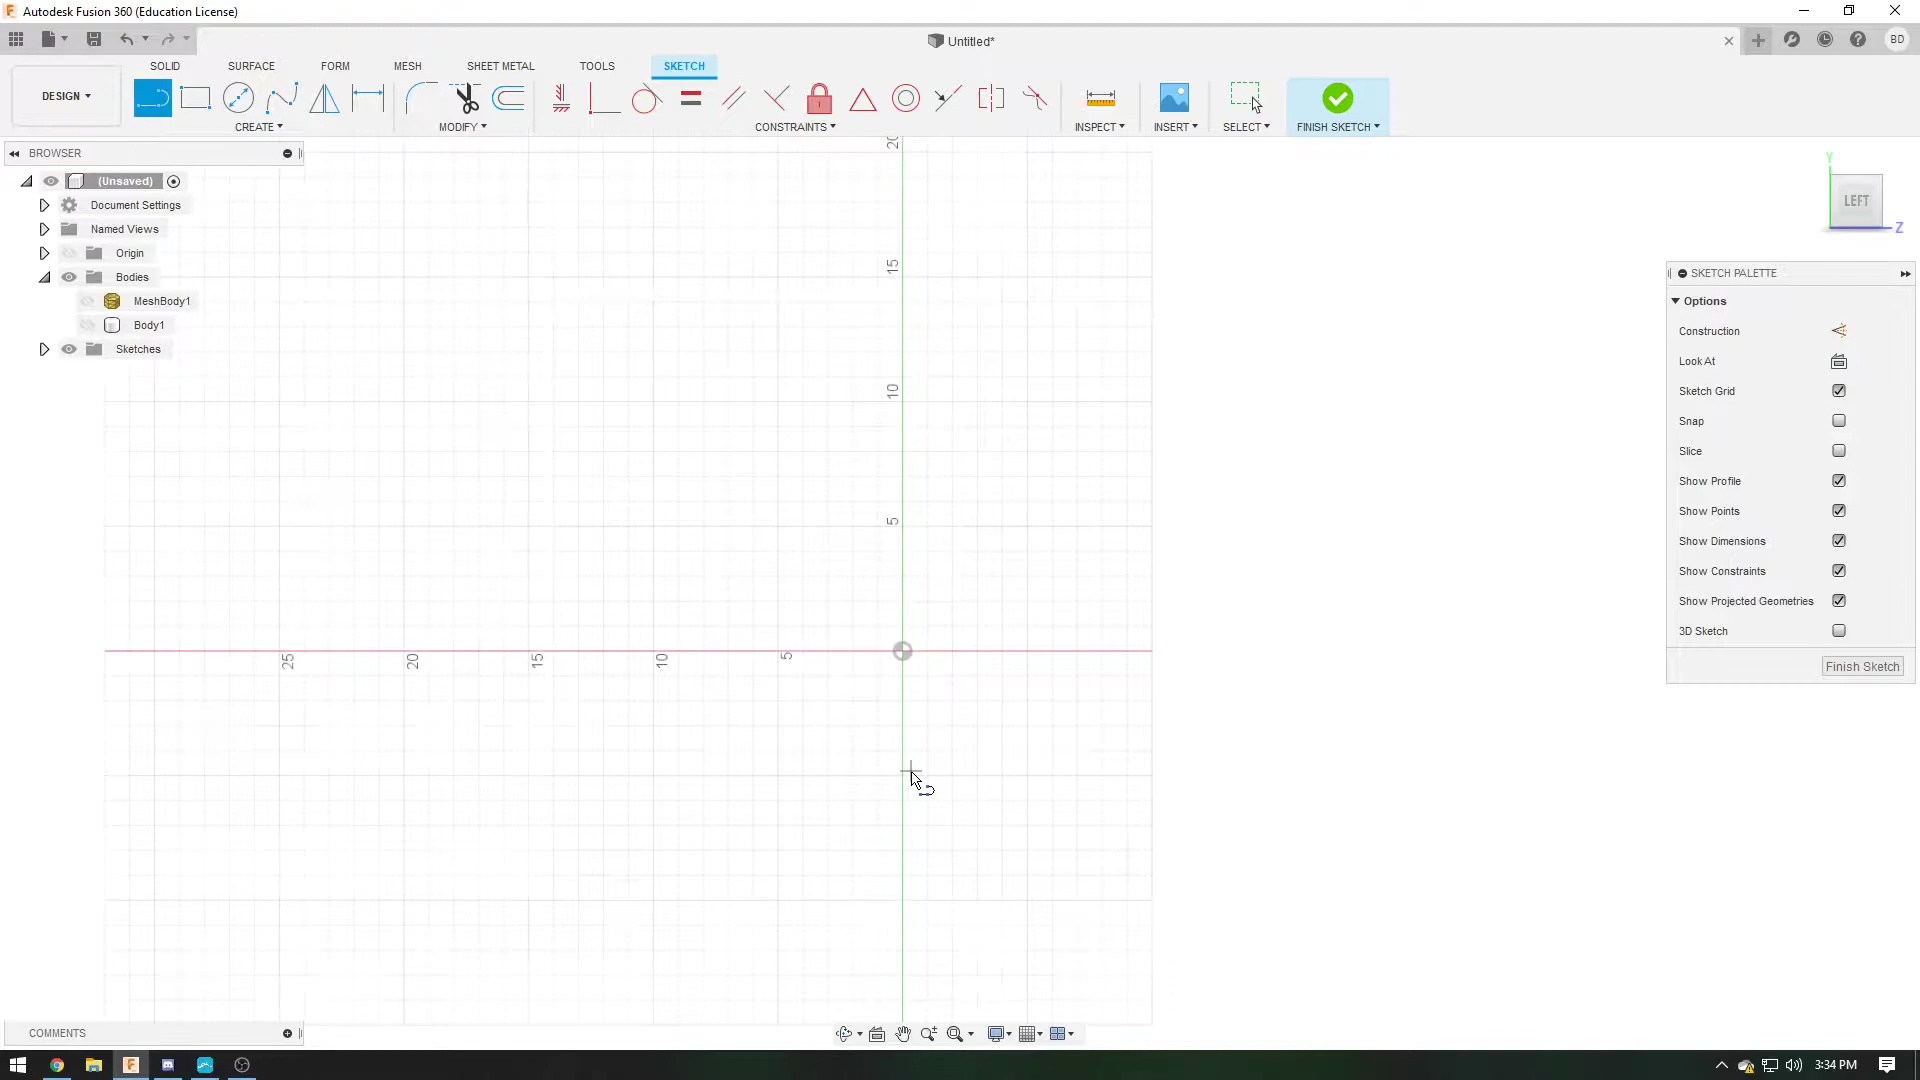 Autodesk Fusion 360 (Education License)
Untitled*
BD
DESIGN
SOLID
SURFACE
FORM
MESH
SHEET METAL
TOOLS
SKETCH
CREATE
MODIFY
CONSTRAINTS
INSPECT
INSERT
SELECT
FINISH SKETCH
BROWSER
(Unsaved)
Document Settings
Named Views
Origin
Bodies
MeshBody1
Body1
Sketches
20
15
10
5
25
20
15
10
5
Y
LEFT
Z
SKETCH PALETTE
Options
Construction
Look At
Sketch Grid
Snap
Slice
Show Profile
Show Points
Show Dimensions
Show Constraints
Show Projected Geometries
3D Sketch
Finish Sketch
COMMENTS
3:34 PM